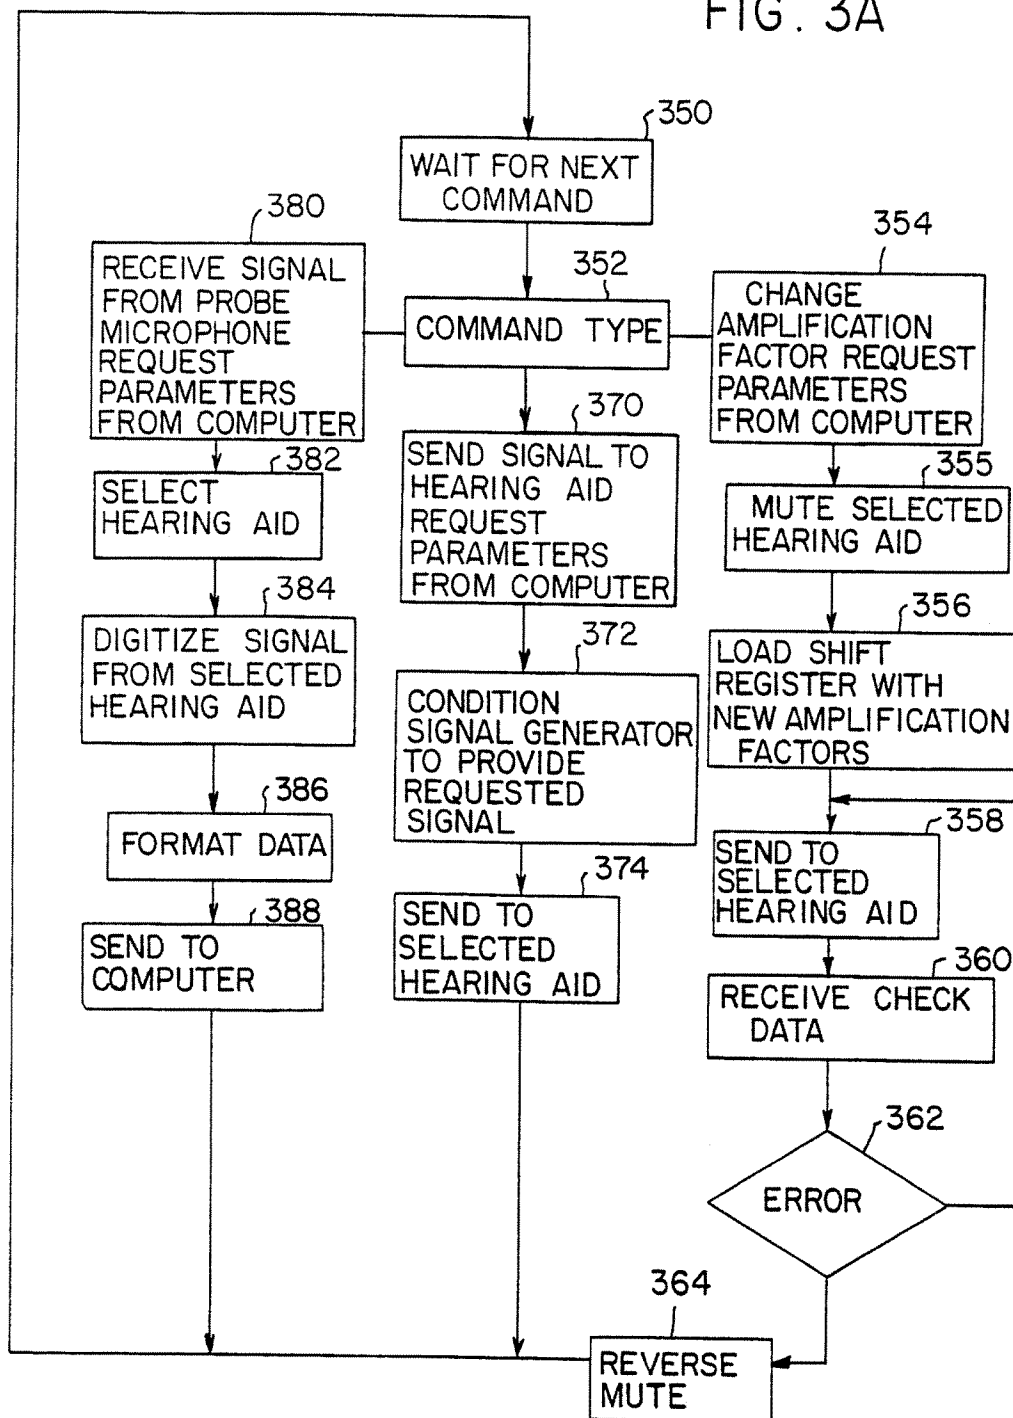 FIG. 3A
350
WAIT FOR NEXT
COMMAND
380
RECEIVE SIGNAL
FROM PROBE
MICROPHONE
REQUEST
PARAMETERS
FROM COMPUTER
352
COMMAND TYPE
354
CHANGE
AMPLIFICATION
FACTOR REQUEST
PARAMETERS
FROM COMPUTER
382
SELECT
HEARING AID
384
DIGITIZE SIGNAL
FROM SELECTED
HEARING AID
386
FORMAT DATA
388
SEND TO
COMPUTER
370
SEND SIGNAL TO
HEARING AID
REQUEST
PARAMETERS
FROM COMPUTER
372
CONDITION
SIGNAL GENERATOR
TO PROVIDE
REQUESTED
SIGNAL
374
SEND TO
SELECTED
HEARING AID
355
MUTE SELECTED
HEARING AID
356
LOAD SHIFT
REGISTER WITH
NEW AMPLIFICATION
FACTORS
358
SEND TO
SELECTED
HEARING AID
360
RECEIVE CHECK
DATA
362
ERROR
364
REVERSE
MUTE